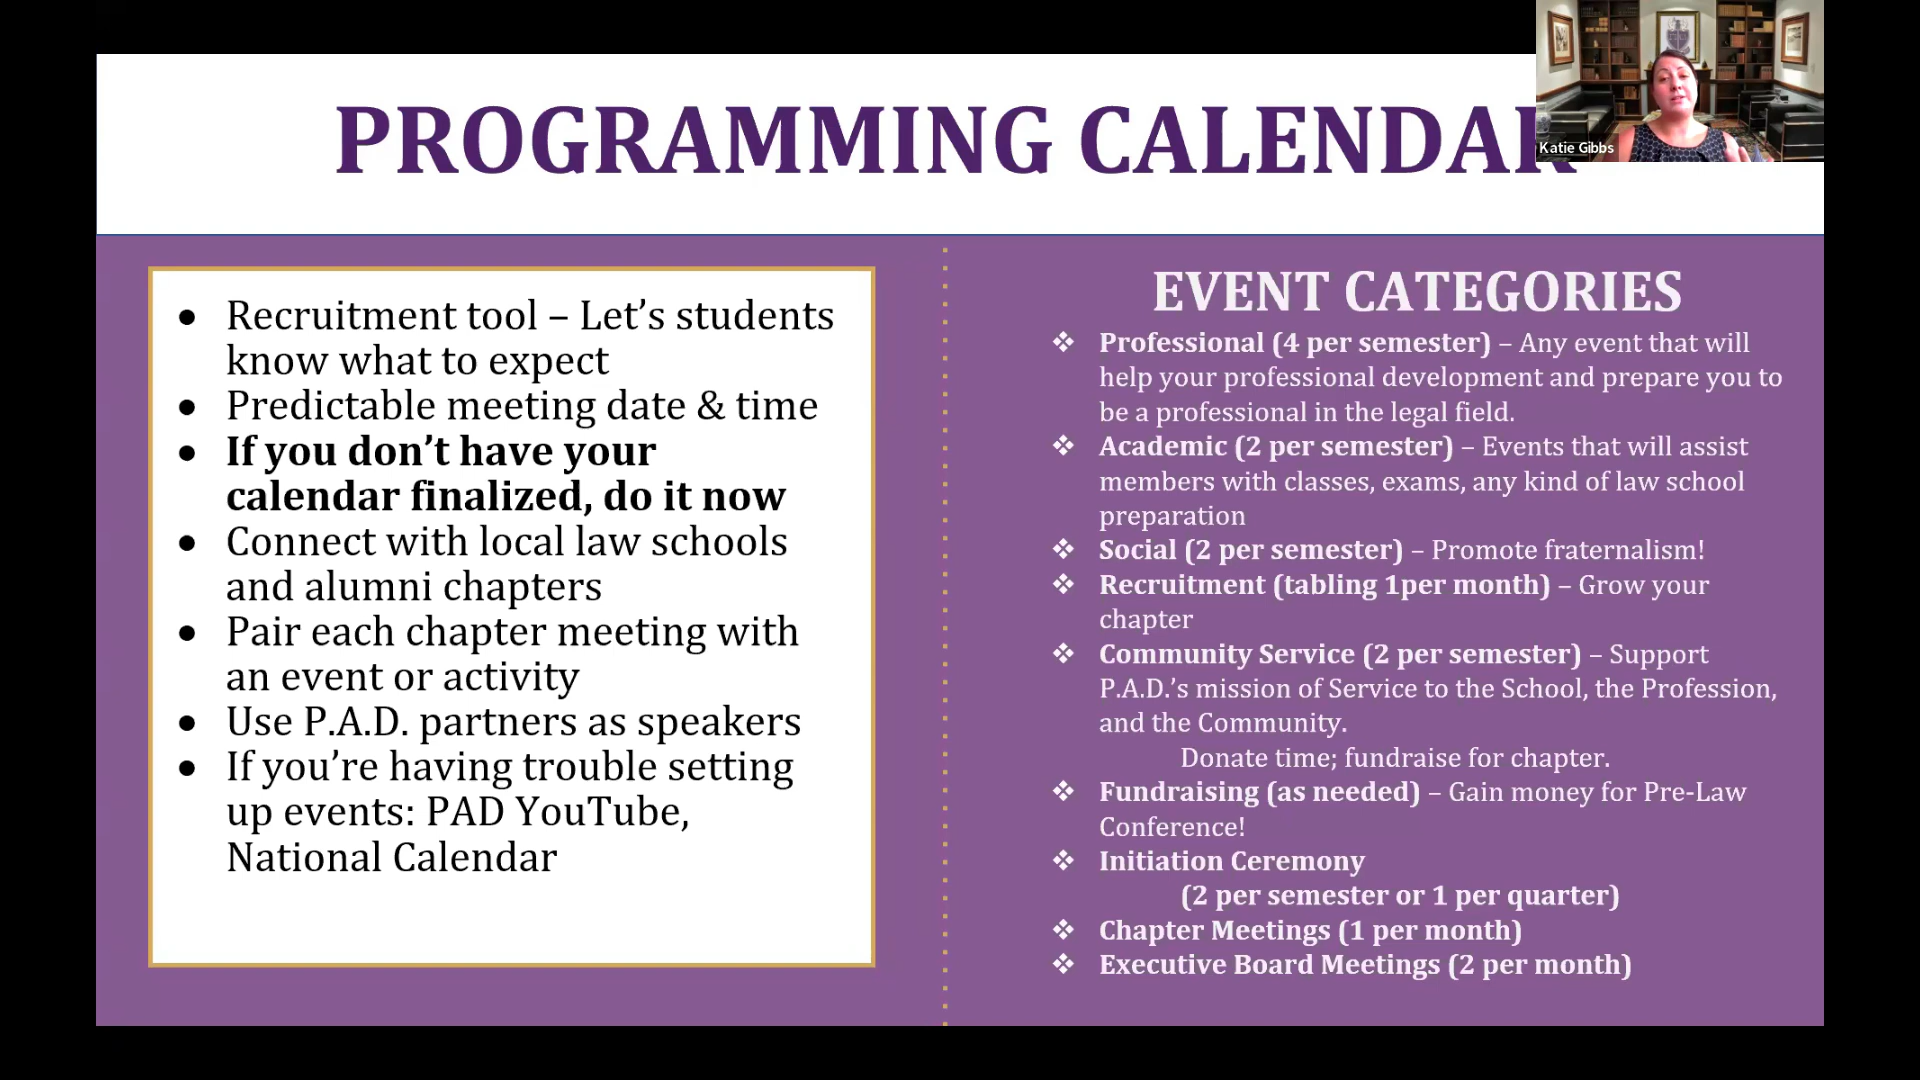 PROGRAMMING CALENDAR
Katie Gibbs
• Recruitment tool – Let’s students
know what to expect
• Predictable meeting date & time
• If you don’t have your
calendar finalized, do it now
• Connect with local law schools
and alumni chapters
• Pair each chapter meeting with
an event or activity
• Use P.A.D. partners as speakers
• If you’re having trouble setting
up events: PAD YouTube,
National Calendar
EVENT CATEGORIES
❖ Professional (4 per semester) – Any event that will
help your professional development and prepare you to
be a professional in the legal field.
❖ Academic (2 per semester) – Events that will assist
members with classes, exams, any kind of law school
preparation
❖ Social (2 per semester) – Promote fraternalism!
❖ Recruitment (tabling 1per month) – Grow your
chapter
❖ Community Service (2 per semester) – Support
P.A.D.’s mission of Service to the School, the Profession,
and the Community.
Donate time; fundraise for chapter.
❖ Fundraising (as needed) – Gain money for Pre-Law
Conference!
❖ Initiation Ceremony
(2 per semester or 1 per quarter)
❖ Chapter Meetings (1 per month)
❖ Executive Board Meetings (2 per month)